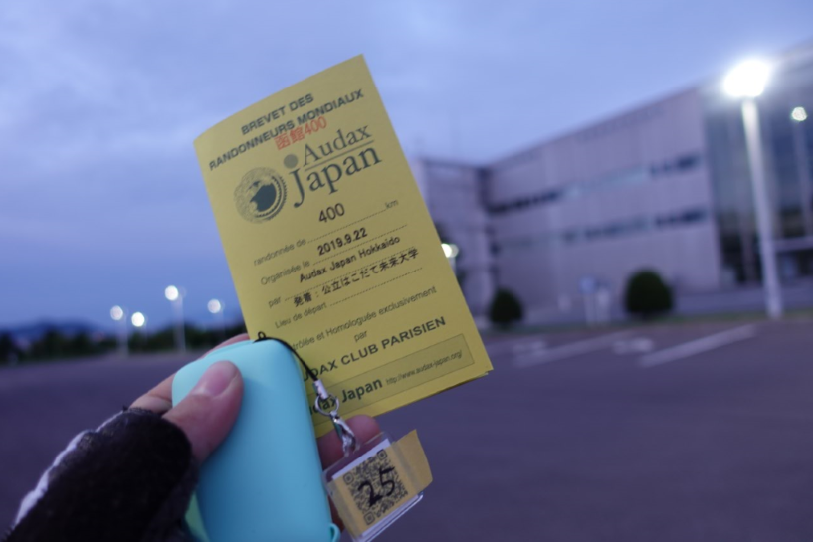 BREVET DES
RANDONNEURS MONDIAUX
函館400
Audax
Japan
400
randonnée de km
2019.9.22
Organisée le
Audax Japan Hokkaido
par
発着：公立はこだて未来大学
Lieu de départ
et Homologuée exclusivement
par
CLUB PARISIEN
Japan http://www.audax-japan.org/
25